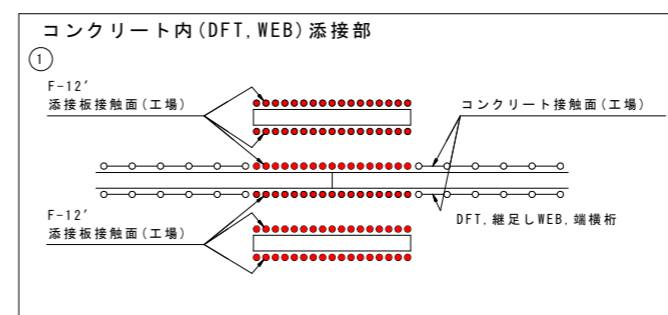 コンクリート内(DFT,WEB)添接部
①
F-12′
添接板接触面(工場)
コンクリート接触面(工場)
F-12′
添接板接触面(工場)
DFT,継足しWEB,端横桁